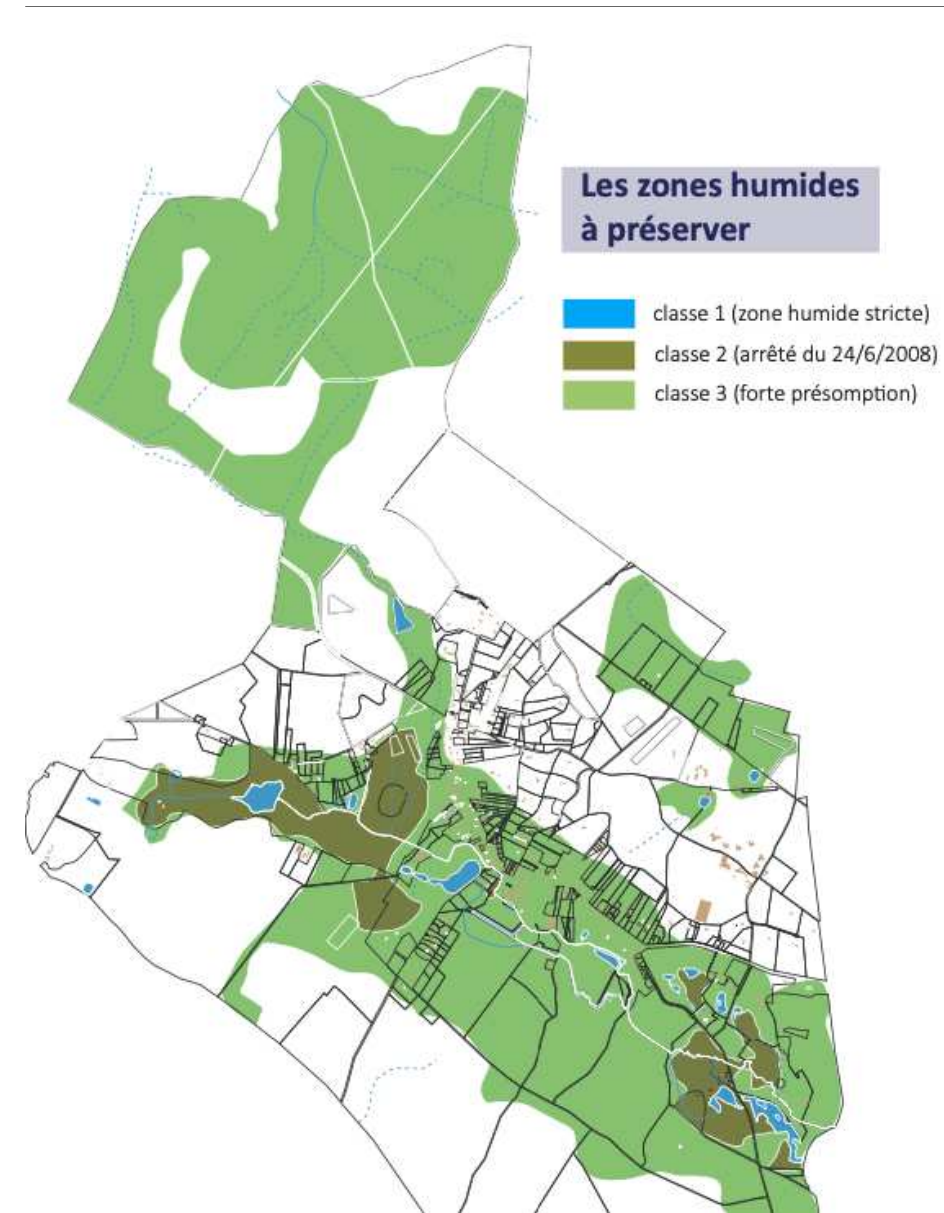 Les zones humides
à préserver
classe 1 (zone humide stricte)
classe 2 (arrêté du 24/6/2008)
classe 3 (forte présomption)